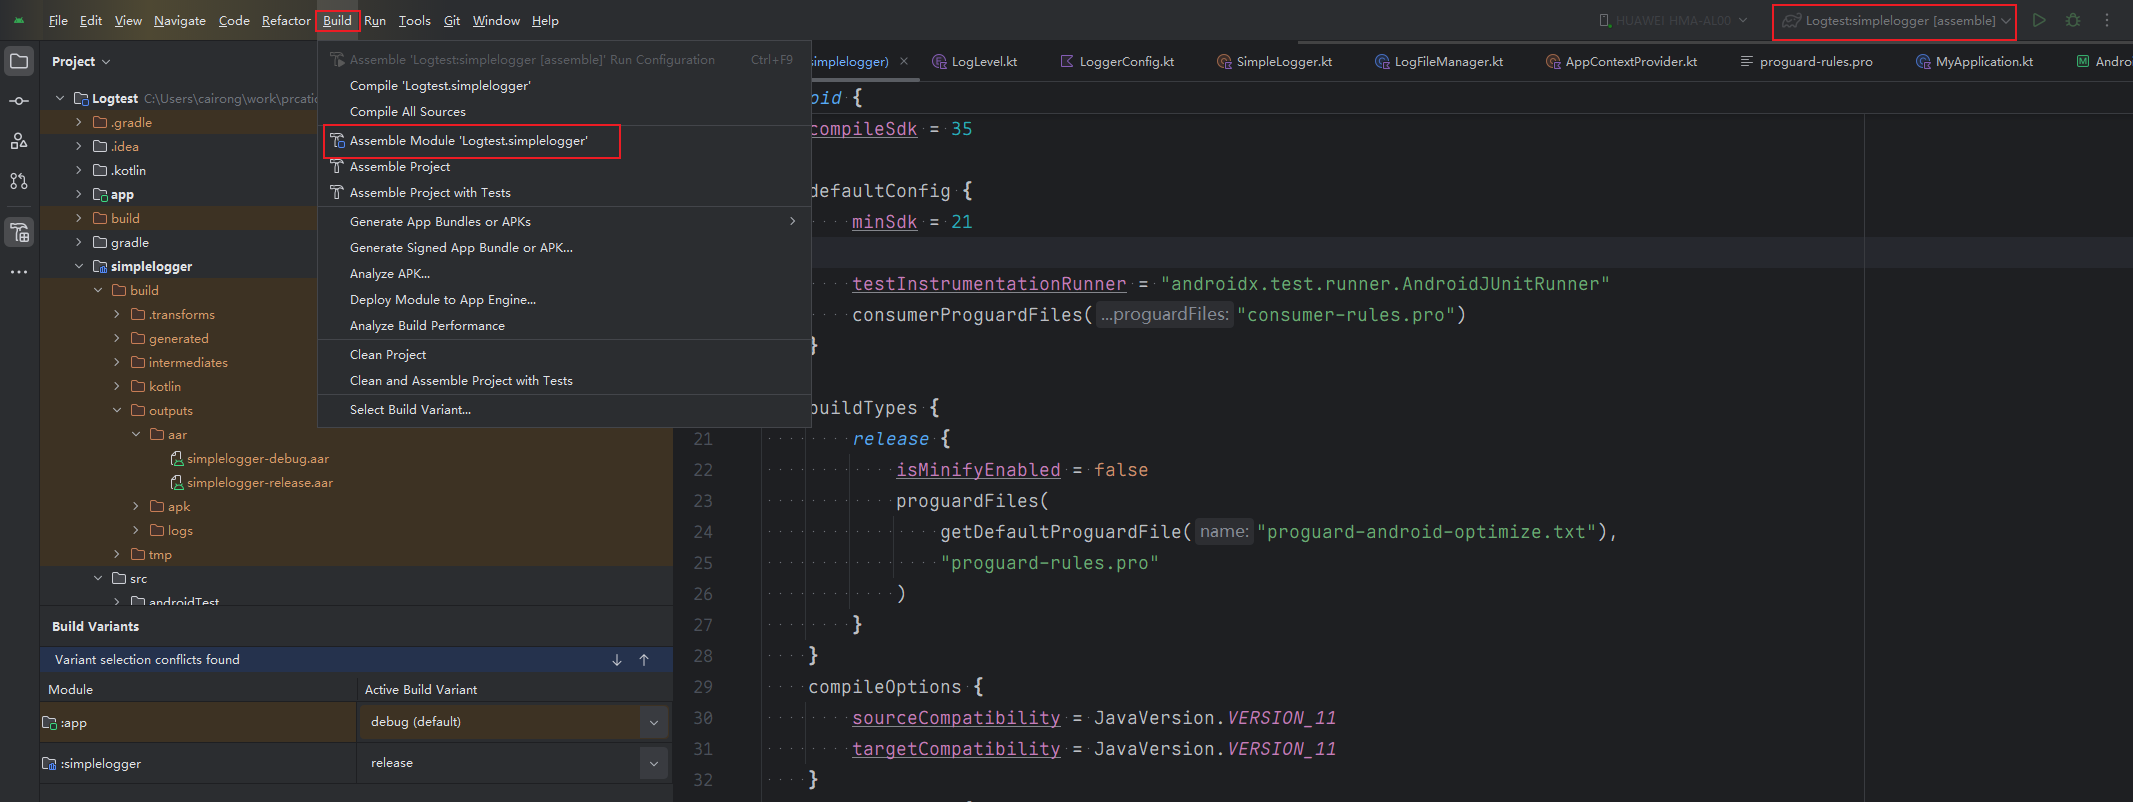 File Edit View Navigate Code Refactor Build Run Tools Git Window Help
HUAWEI HMA-AL00
Logtest:simplelogger [assemble]
Project
Logtest C:\Users\cairong\work\prcatic
.gradle
.idea
.kotlin
app
build
gradle
simplelogger
build
.transforms
generated
intermediates
kotlin
outputs
aar
simplelogger-debug.aar
simplelogger-release.aar
apk
logs
tmp
src
androidTest
Assemble 'Logtest:simplelogger [assemble]' Run Configuration Ctrl+F9
Compile 'Logtest.simplelogger'
Compile All Sources
Assemble Module 'Logtest.simplelogger'
Assemble Project
Assemble Project with Tests
Generate App Bundles or APKs
Generate Signed App Bundle or APK...
Analyze APK...
Deploy Module to App Engine...
Analyze Build Performance
Clean Project
Clean and Assemble Project with Tests
Select Build Variant...
simplelogger) LogLevel.kt LoggerConfig.kt SimpleLogger.kt LogFileManager.kt AppContextProvider.kt proguard-rules.pro MyApplication.kt Andro
oid {
compileSdk = 35
defaultConfig {
minSdk = 21
testInstrumentationRunner = "androidx.test.runner.AndroidJUnitRunner"
consumerProguardFiles( ...proguardFiles: "consumer-rules.pro")
}
buildTypes {
21 release {
22 isMinifyEnabled = false
23 proguardFiles(
24 getDefaultProguardFile( name: "proguard-android-optimize.txt"),
25 "proguard-rules.pro"
26 )
27 }
28 }
29 compileOptions {
30 sourceCompatibility = JavaVersion.VERSION_11
31 targetCompatibility = JavaVersion.VERSION_11
32 }
Build Variants
Variant selection conflicts found
Module Active Build Variant
:app debug (default)
:simplelogger release